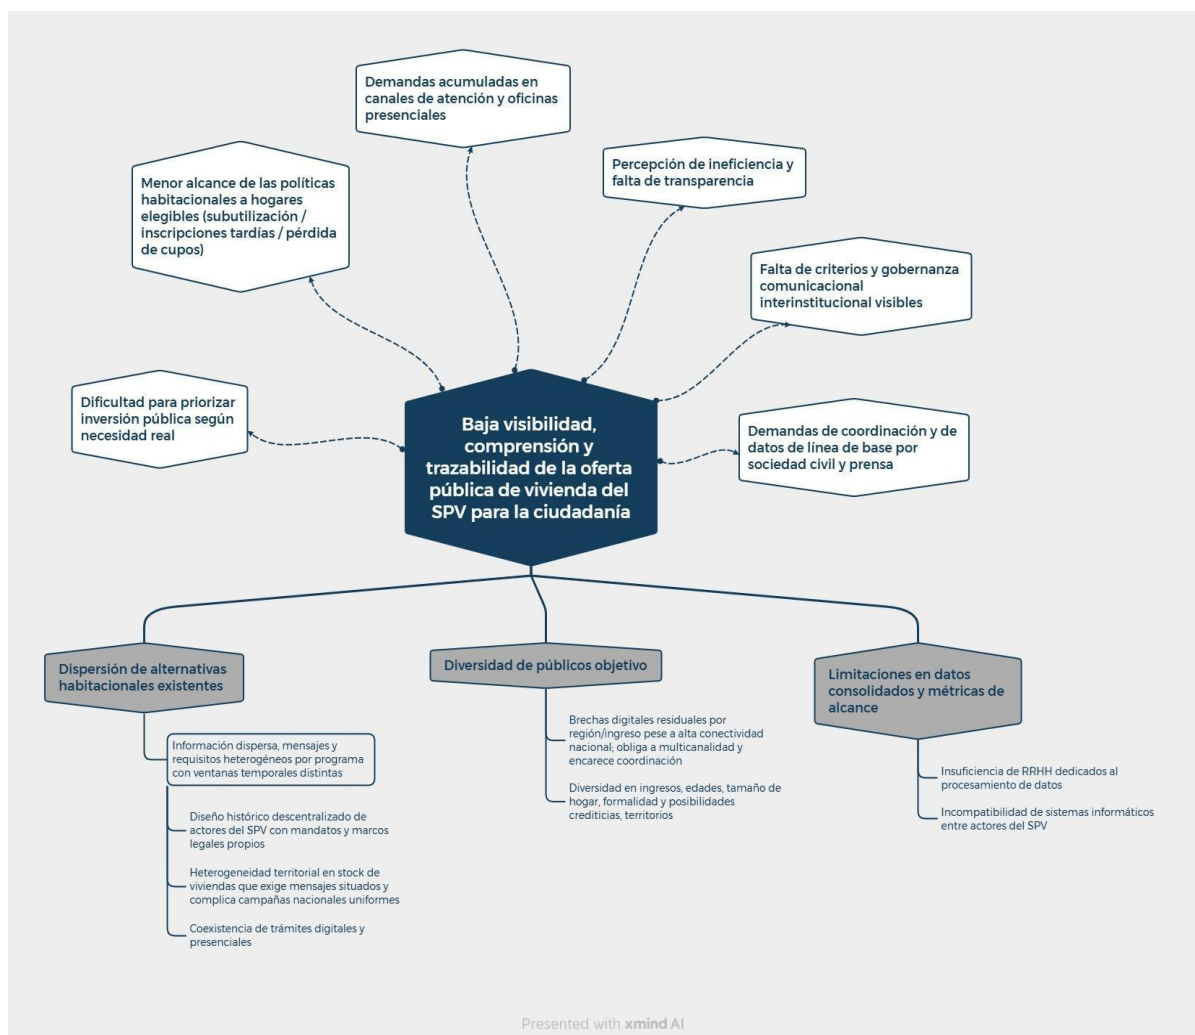 Demandas acumuladas en
canales de atención y oficinas
presenciales
Percepción de ineficiencia y
falta de transparencia
Menor alcance de las políticas
habitacionales a hogares
elegibles (subutilización /
inscripciones tardías / pérdida
de cupos)
Falta de criterios y gobernanza
comunicacional
interinstitucional visibles
Dificultad para priorizar
inversión pública según
necesidad real
Baja visibilidad,
comprensión y
trazabilidad de la oferta
pública de vivienda del
SPV para la ciudadanía
Demandas de coordinación y de
datos de línea de base por
sociedad civil y prensa
Dispersión de alternativas
habitacionales existentes
Información dispersa, mensajes y
requisitos heterogéneos por programa
con ventanas temporales distintas
Diseño histórico descentralizado de
actores del SPV con mandatos y marcos
legales propios
Heterogeneidad territorial en stock de
viviendas que exige mensajes situados y
complica campañas nacionales uniformes
Coexistencia de trámites digitales y
presenciales
Diversidad de públicos objetivo
Brechas digitales residuales por
región/ingreso pese a alta conectividad
nacional; obliga a multicanalidad y
encarece coordinación
Diversidad en ingresos, edades, tamaño de
hogar, formalidad y posibilidades
crediticias, territorios
Limitaciones en datos
consolidados y métricas de
alcance
Insuficiencia de RRHH dedicados al
procesamiento de datos
Incompatibilidad de sistemas informáticos
entre actores del SPV
Presented with xmind AI